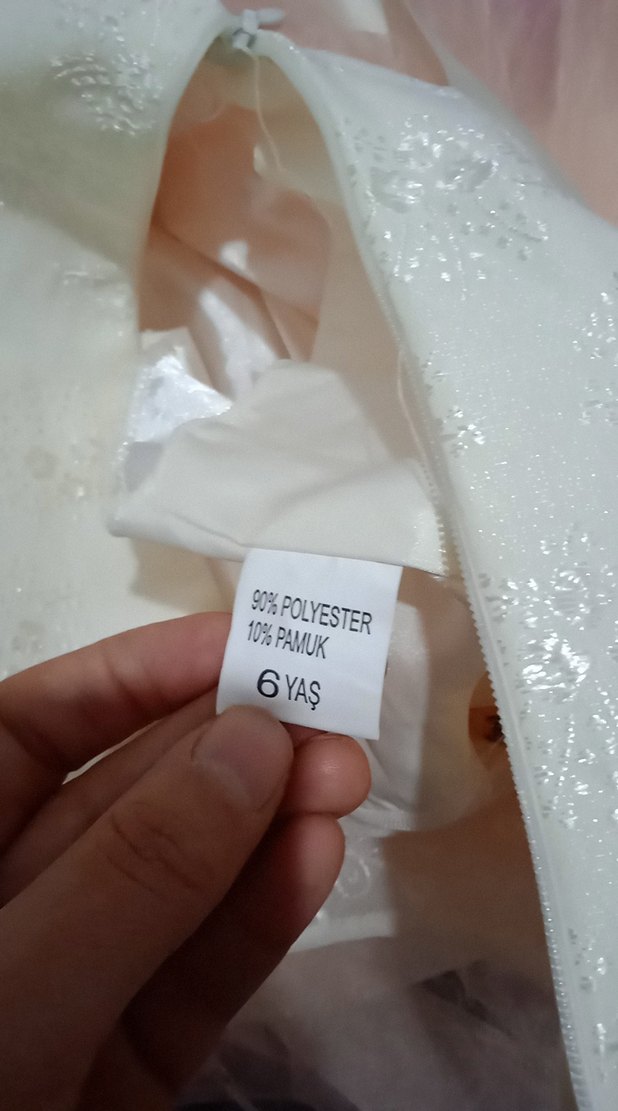 90% POLYESTER
10% PAMUK
6 YAŞ